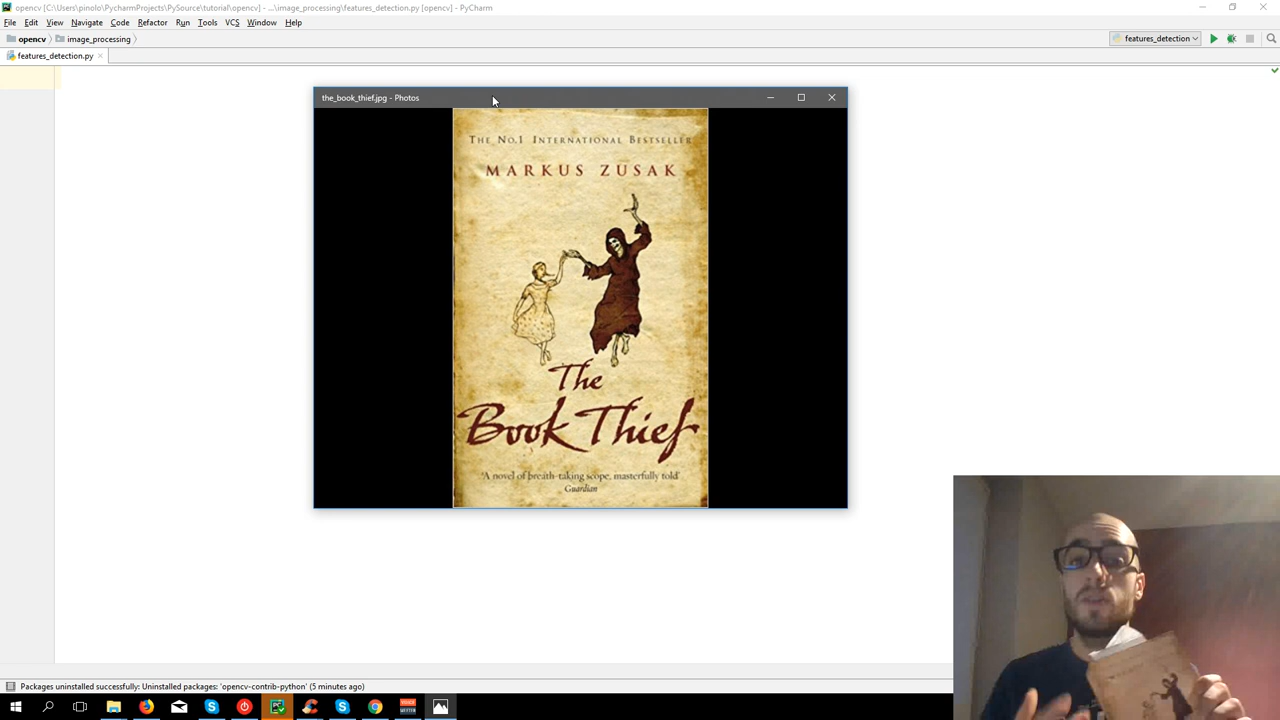 opencv [C:\Users\pinolo\PycharmProjects\PySource\tutorial\opencv] - ...\image_processing\features_detection.py [opencv] - PyCharm
File Edit View Navigate Code Refactor Run Tools VCS Window Help
opencv image_processing features_detection
features_detection.py
the_book_thief.jpg - Photos
THE NO.1 INTERNATIONAL BESTSELLER
MARKUS ZUSAK
The
Book Thief
'A novel of breath-taking scope, masterfully told'
Guardian
Packages uninstalled successfully: Uninstalled packages: 'opencv-contrib-python' (5 minutes ago)